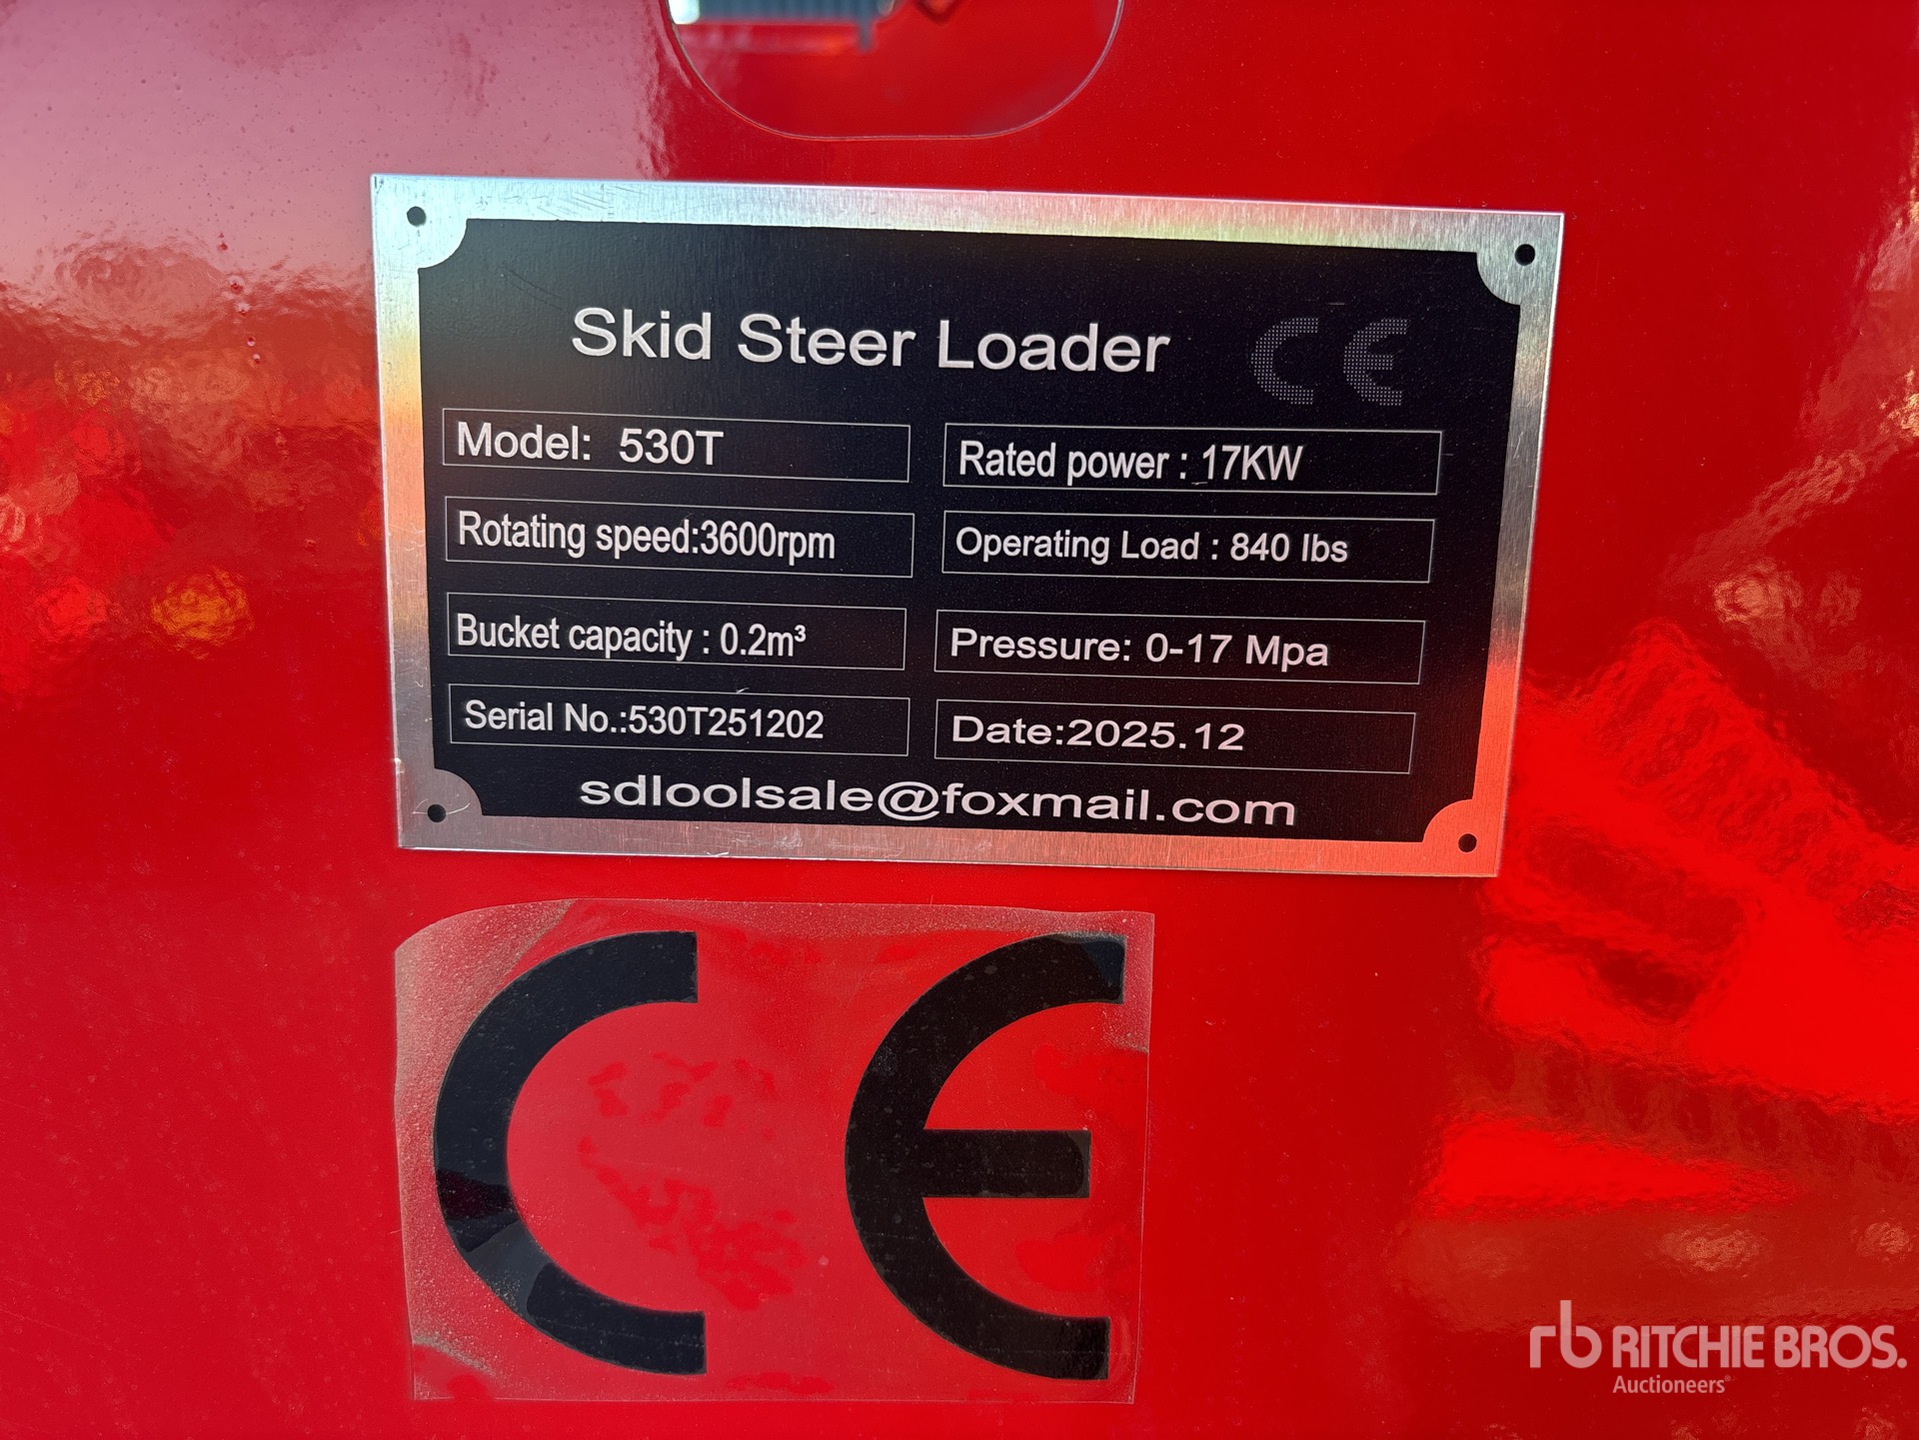 Skid Steer Loader CE
Model: 530T
Rated power : 17KW
Rotating speed:3600rpm
Operating Load : 840 lbs
Bucket capacity : 0.2m³
Pressure: 0-17 Mpa
Serial No.:530T251202
Date:2025.12
sdloolsale@foxmail.com
CE
rb RITCHIE BROS.
Auctioneers